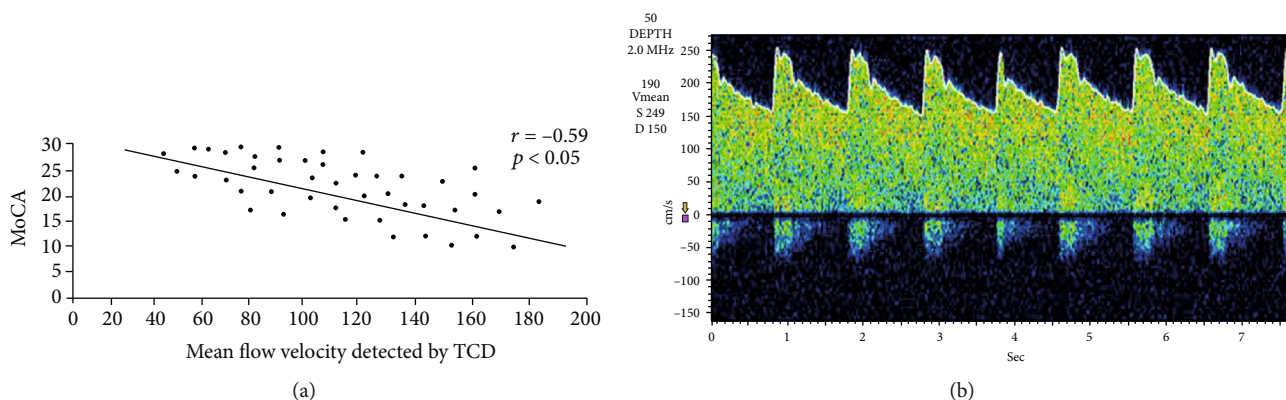 30
25
20
15
10
5
0
MoCA
r = –0.59
p < 0.05
0 20 40 60 80 100 120 140 160 180 200
Mean flow velocity detected by TCD
(a)
50
DEPTH
2.0 MHz
190
Vmean
S 249
D 150
250
200
150
100
50
0
–50
–100
–150
cm/s
0 1 2 3 4 5 6 7
Sec
(b)